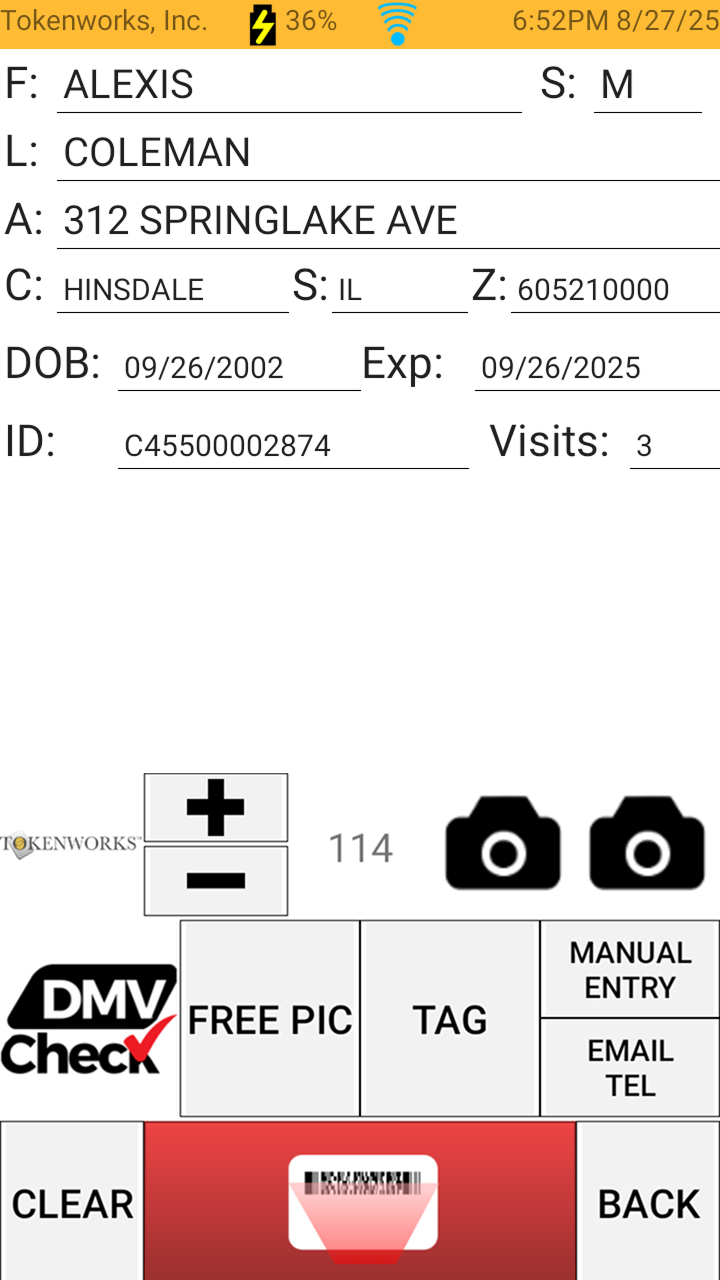 Tokenworks, Inc. 36% 6:52PM 8/27/25
F: ALEXIS S: M
L: COLEMAN
A: 312 SPRINGLAKE AVE
C: HINSDALE S: IL Z: 605210000
DOB: 09/26/2002 Exp: 09/26/2025
ID: C45500002874 Visits: 3
TOKENWORKS™ + 114
−
DMV
Check
FREE PIC
TAG
MANUAL
ENTRY
EMAIL
TEL
CLEAR
BACK